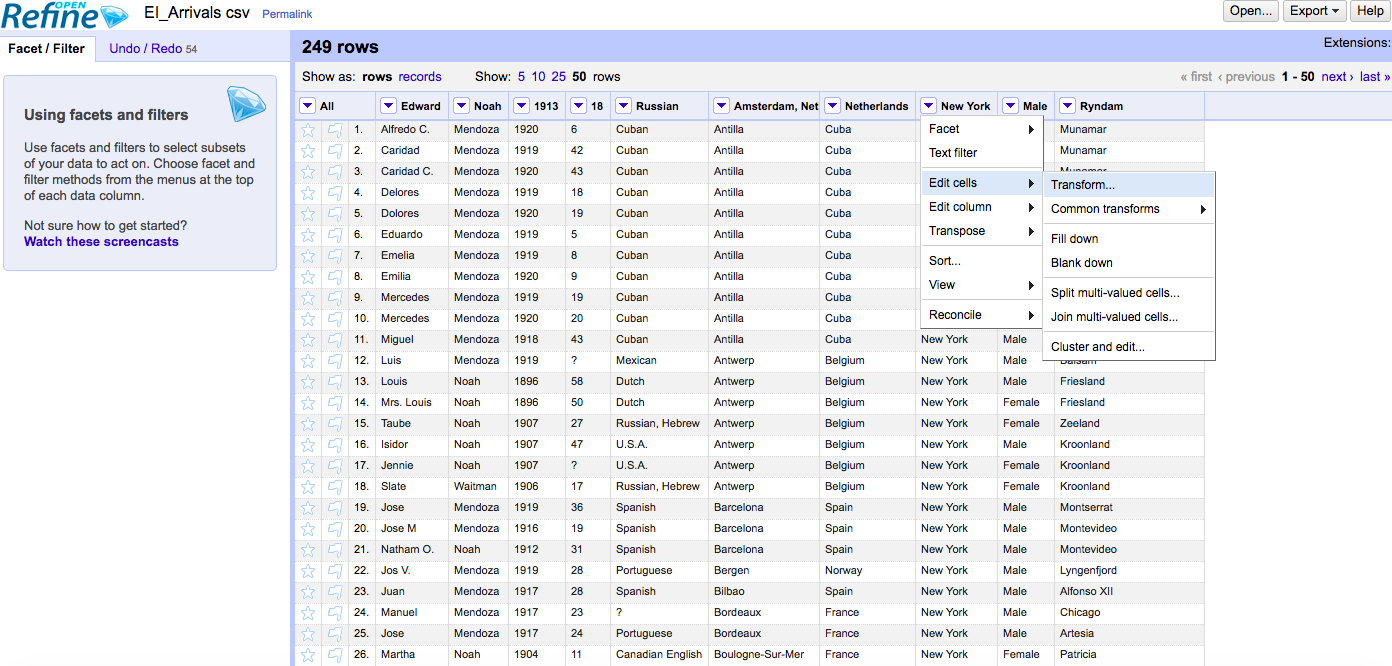 OPEN
Refine EI_Arrivals csv Permalink Open... Export Help
Facet / Filter Undo / Redo 54 249 rows Extensions:
Show as: rows records Show: 5 10 25 50 rows « first ‹ previous 1 - 50 next › last »
Using facets and filters
Use facets and filters to select subsets
of your data to act on. Choose facet and
filter methods from the menus at the top
of each data column.
Not sure how to get started?
Watch these screencasts
All Edward Noah 1913 18 Russian Amsterdam, Net Netherlands New York Male Ryndam
1. Alfredo C. Mendoza 1920 6 Cuban Antilla Cuba Munamar
2. Caridad Mendoza 1919 42 Cuban Antilla Cuba Munamar
3. Caridad C. Mendoza 1920 43 Cuban Antilla Cuba Munamar
4. Delores Mendoza 1919 18 Cuban Antilla Cuba
5. Dolores Mendoza 1920 19 Cuban Antilla Cuba
6. Eduardo Mendoza 1919 5 Cuban Antilla Cuba
7. Emelia Mendoza 1919 8 Cuban Antilla Cuba
8. Emilia Mendoza 1920 9 Cuban Antilla Cuba
9. Mercedes Mendoza 1919 19 Cuban Antilla Cuba
10. Mercedes Mendoza 1920 20 Cuban Antilla Cuba
11. Miguel Mendoza 1918 43 Cuban Antilla Cuba New York Male
12. Luis Mendoza 1919 ? Mexican Antwerp Belgium New York Male Balsam
13. Louis Noah 1896 58 Dutch Antwerp Belgium New York Male Friesland
14. Mrs. Louis Noah 1896 50 Dutch Antwerp Belgium New York Female Friesland
15. Taube Noah 1907 27 Russian, Hebrew Antwerp Belgium New York Female Zeeland
16. Isidor Noah 1907 47 U.S.A. Antwerp Belgium New York Male Kroonland
17. Jennie Noah 1907 ? U.S.A. Antwerp Belgium New York Female Kroonland
18. Slate Waitman 1906 17 Russian, Hebrew Antwerp Belgium New York Female Kroonland
19. Jose Mendoza 1919 36 Spanish Barcelona Spain New York Male Montserrat
20. Jose M Mendoza 1916 19 Spanish Barcelona Spain New York Male Montevideo
21. Natham O. Noah 1912 31 Spanish Barcelona Spain New York Male Montevideo
22. Jos V. Mendoza 1919 28 Portuguese Bergen Norway New York Male Lyngenfjord
23. Juan Mendoza 1917 28 Spanish Bilbao Spain New York Male Alfonso XII
24. Manuel Mendoza 1917 23 ? Bordeaux France New York Male Chicago
25. Jose Mendoza 1917 24 Portuguese Bordeaux France New York Male Artesia
26. Martha Noah 1904 11 Canadian English Boulogne-Sur-Mer France New York Female Patricia
Facet
Text filter
Edit cells
Edit column
Transpose
Sort...
View
Reconcile
Transform...
Common transforms
Fill down
Blank down
Split multi-valued cells...
Join multi-valued cells...
Cluster and edit...